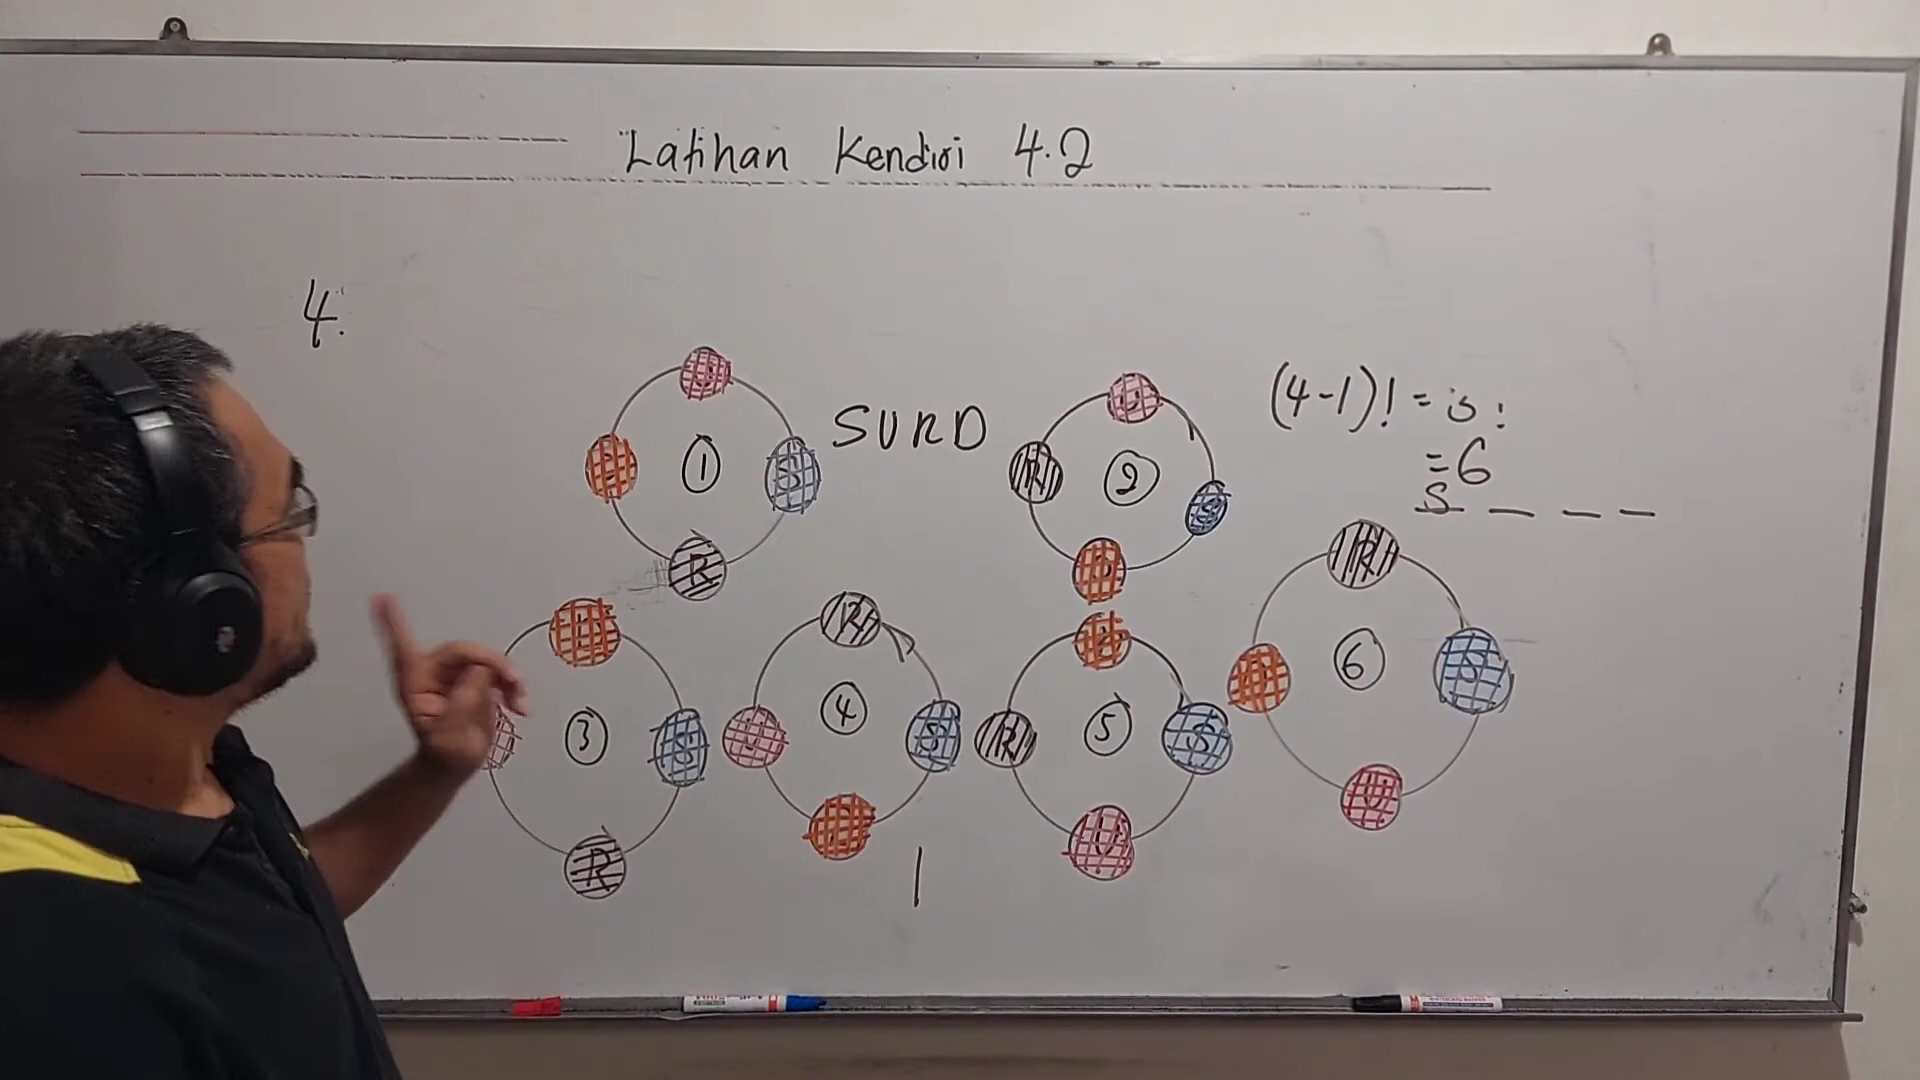 Latihan Kendiri 4.2
4.
SURD
(4-1)! = 3!
= 6
S _ _ _
1
S
R
2
U
R
S
D
3
D
S
R
4
R
U
S
D
5
D
R
S
U
6
R
D
S
U